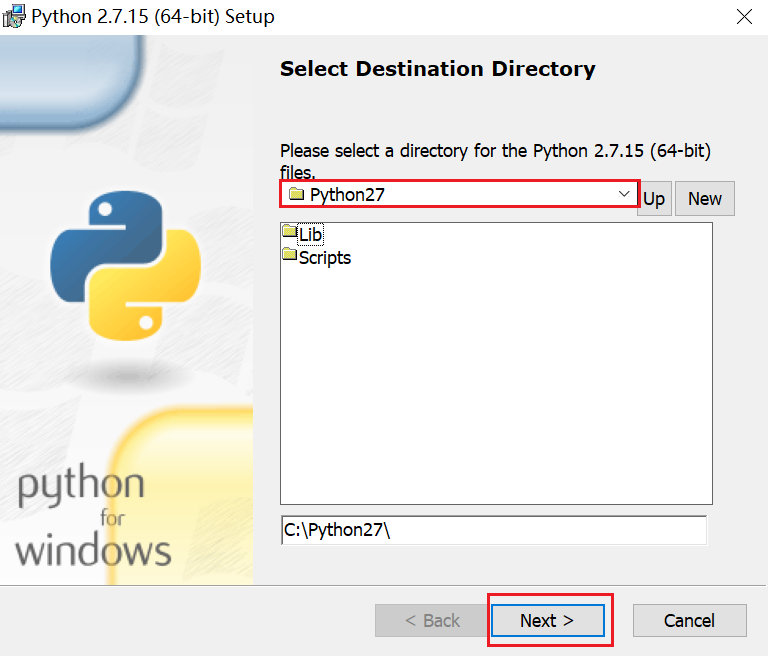 Python 2.7.15 (64-bit) Setup
Select Destination Directory
Please select a directory for the Python 2.7.15 (64-bit)
files.
Python27
Up
New
Lib
Scripts
C:\Python27\
python
for
windows
< Back
Next >
Cancel